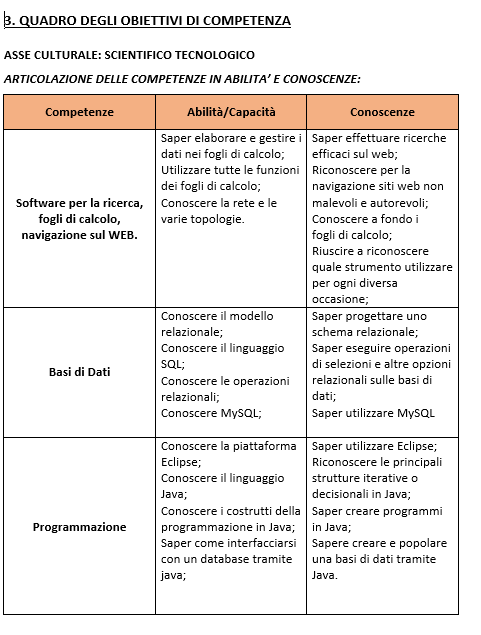 3. QUADRO DEGLI OBIETTIVI DI COMPETENZA
ASSE CULTURALE: SCIENTIFICO TECNOLOGICO
ARTICOLAZIONE DELLE COMPETENZE IN ABILITA’ E CONOSCENZE:
Competenze
Abilità/Capacità
Conoscenze
Software per la ricerca,
fogli di calcolo,
navigazione sul WEB.
Saper elaborare e gestire i
dati nei fogli di calcolo;
Utilizzare tutte le funzioni
dei fogli di calcolo;
Conoscere la rete e le
varie topologie.
Saper effettuare ricerche
efficaci sul web;
Riconoscere per la
navigazione siti web non
malevoli e autorevoli;
Conoscere a fondo i
fogli di calcolo;
Riuscire a riconoscere
quale strumento utilizzare
per ogni diversa
occasione;
Basi di Dati
Conoscere il modello
relazionale;
Conoscere il linguaggio
SQL;
Conoscere le operazioni
relazionali;
Conoscere MySQL;
Saper progettare uno
schema relazionale;
Saper eseguire operazioni
di selezioni e altre opzioni
relazionali sulle basi di
dati;
Saper utilizzare MySQL
Programmazione
Conoscere la piattaforma
Eclipse;
Conoscere il linguaggio
Java;
Conoscere i costrutti della
programmazione in Java;
Saper come interfacciarsi
con un database tramite
java;
Saper utilizzare Eclipse;
Riconoscere le principali
strutture iterative o
decisionali in Java;
Saper creare programmi
in Java;
Sapere creare e popolare
una basi di dati tramite
Java.